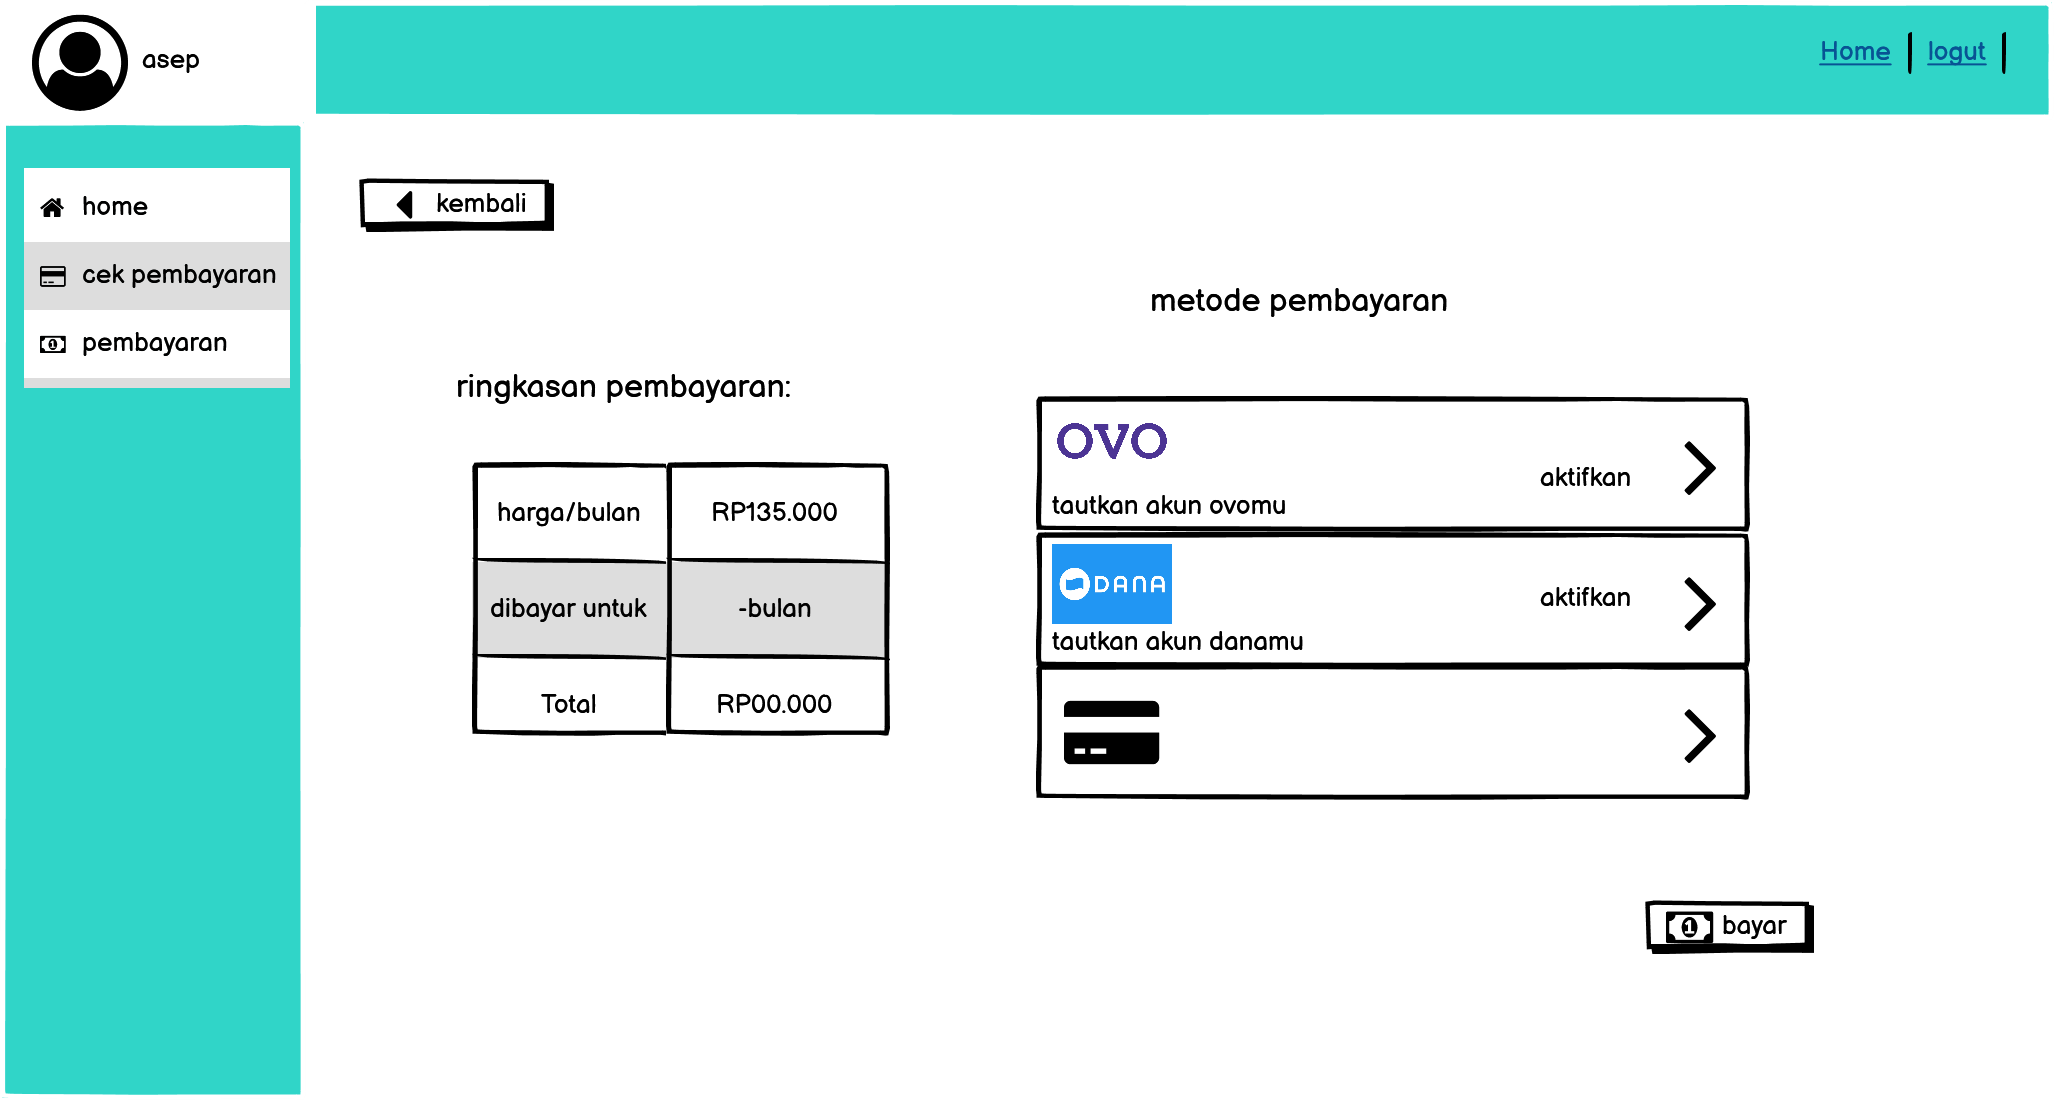 asep
Home
logut
home
cek pembayaran
pembayaran
kembali
ringkasan pembayaran:
harga/bulan RP135.000
dibayar untuk -bulan
Total RP00.000
metode pembayaran
OVO
aktifkan
tautkan akun ovomu
DANA
aktifkan
tautkan akun danamu
bayar